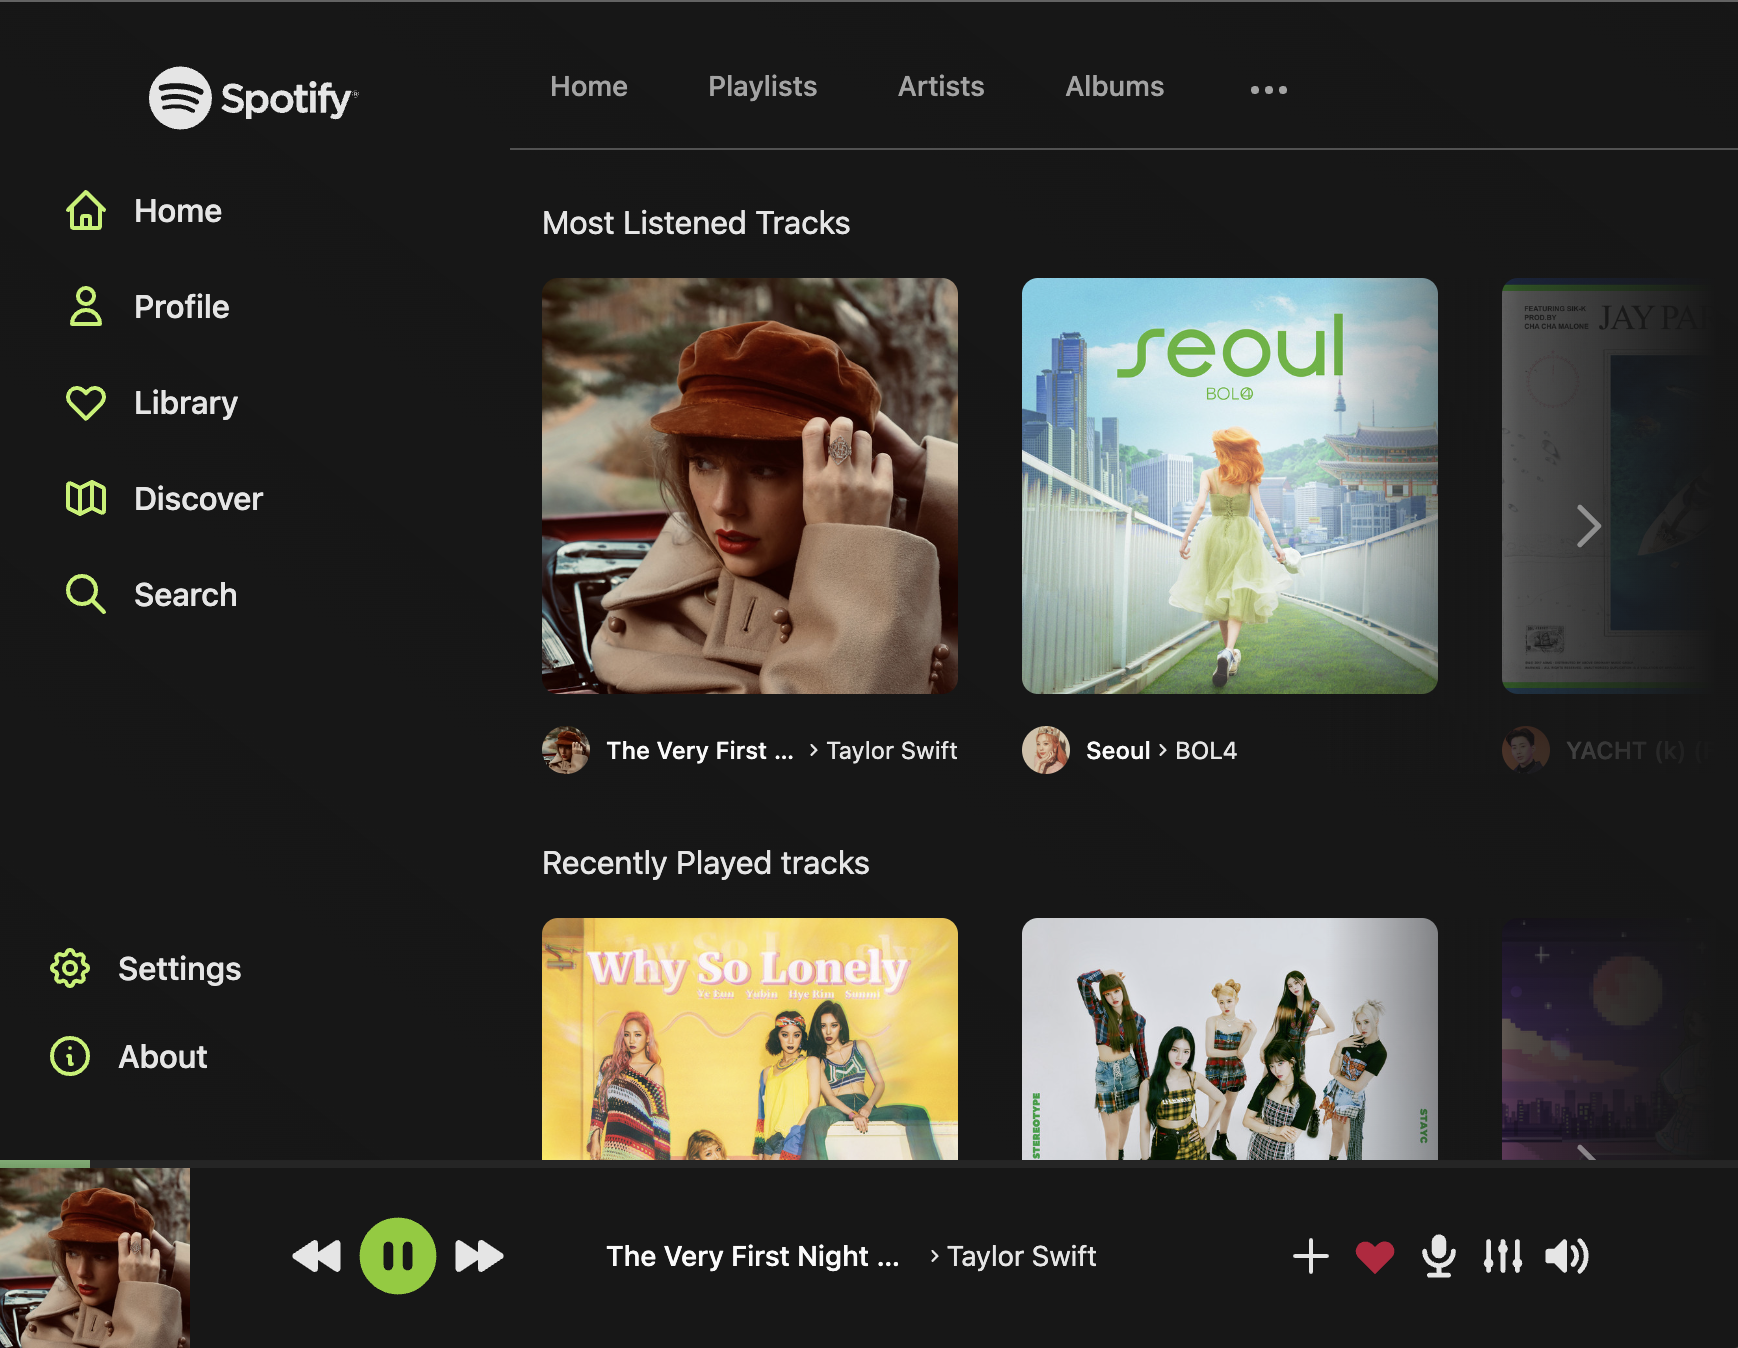 Spotify
Home
Playlists
Artists
Albums
Home
Profile
Library
Discover
Search
Settings
About
Most Listened Tracks
seoul
BOL4
FEATURING SIK-K
PROD BY
CHA CHA MALONE
JAY PA
The Very First ... › Taylor Swift
Seoul › BOL4
YACHT (k) (
Recently Played tracks
Why So Lonely
Ye Eun Yubin Hye Rim Sunmi
STEREOTYPE
STAYC
The Very First Night ... › Taylor Swift